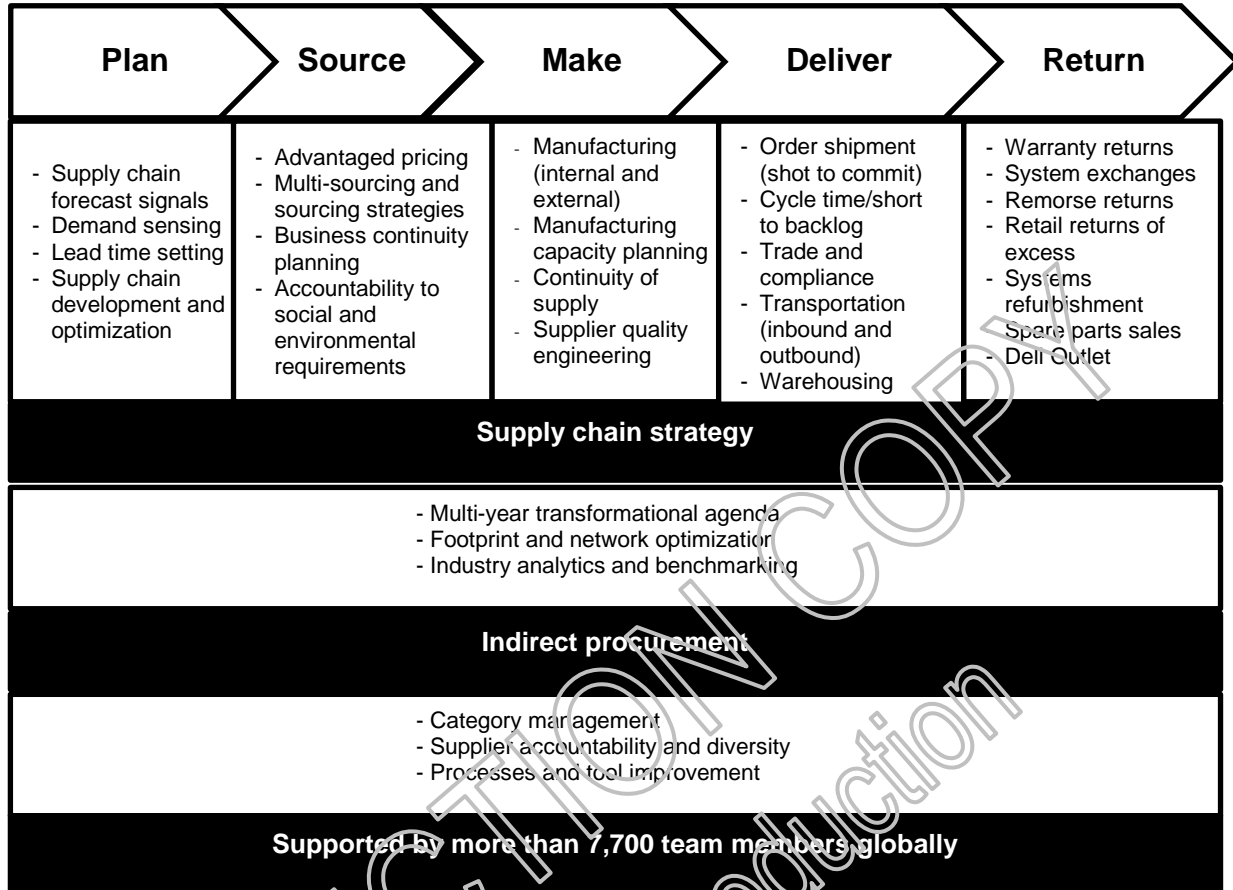 Plan
Source
Make
Deliver
Return
- Supply chain
forecast signals
- Demand sensing
- Lead time setting
- Supply chain
development and
optimization
- Advantaged pricing
- Multi-sourcing and
sourcing strategies
- Business continuity
planning
- Accountability to
social and
environmental
requirements
- Manufacturing
(internal and
external)
- Manufacturing
capacity planning
- Continuity of
supply
- Supplier quality
engineering
- Order shipment
(shot to commit)
- Cycle time/short
to backlog
- Trade and
compliance
- Transportation
(inbound and
outbound)
- Warehousing
- Warranty returns
- System exchanges
- Remorse returns
- Retail returns of
excess
- Systems
refurbishment
- Spare parts sales
- Dell Outlet
Supply chain strategy
- Multi-year transformational agenda
- Footprint and network optimization
- Industry analytics and benchmarking
Indirect procurement
- Category management
- Supplier accountability and diversity
- Processes and tool improvement
Supported by more than 7,700 team members globally
CTION COPY
oduction